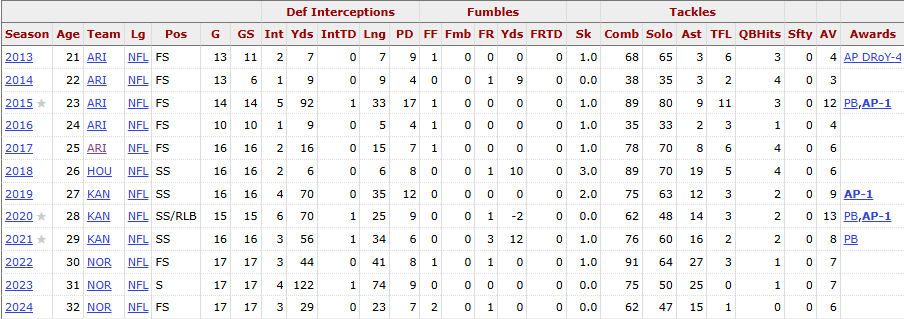 Def Interceptions Fumbles Tackles
Season Age Team Lg Pos G GS Int Yds IntTD Lng PD FF Fmb FR Yds FRTD Sk Comb Solo Ast TFL QBHits Sfty AV Awards
2013 21 ARI NFL FS 13 11 2 7 0 7 9 1 0 0 0 0 1.0 68 65 3 6 3 0 4 AP DRoY-4
2014 22 ARI NFL FS 13 6 1 9 0 9 4 0 0 1 9 0 1.0 38 35 3 2 4 0 3
2015 ★ 23 ARI NFL FS 14 14 5 92 1 33 17 1 0 0 0 0 1.0 89 80 9 11 3 0 12 PB,AP-1
2016 24 ARI NFL FS 10 10 1 9 0 5 4 1 0 0 0 0 0.0 35 33 2 3 1 0 4
2017 25 ARI NFL FS 16 16 2 16 0 15 7 1 0 0 0 0 1.0 78 70 8 6 4 0 6
2018 26 HOU NFL SS 16 16 2 6 0 6 8 0 0 1 10 0 3.0 89 70 19 5 4 0 6
2019 27 KAN NFL SS 16 16 4 70 0 35 12 0 0 0 0 0 2.0 75 63 12 3 2 0 9 AP-1
2020 ★ 28 KAN NFL SS/RLB 15 15 6 70 1 25 9 0 0 1 -2 0 0.0 62 48 14 3 2 0 13 PB,AP-1
2021 ★ 29 KAN NFL SS 16 16 3 56 1 34 6 0 0 3 12 0 0.0 76 60 16 2 2 0 8 PB
2022 30 NOR NFL FS 17 17 3 44 0 41 8 1 0 0 0 0 1.0 91 64 27 3 1 0 7
2023 31 NOR NFL S 17 17 4 122 1 74 9 0 0 0 0 0 0.0 75 50 25 0 1 0 7
2024 32 NOR NFL FS 17 17 3 29 0 23 7 2 0 1 0 0 0.0 62 47 15 1 0 0 6